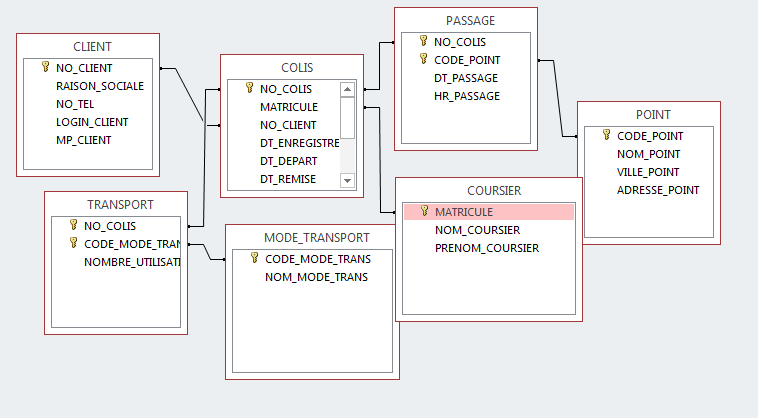 CLIENT
NO_CLIENT
RAISON_SOCIALE
NO_TEL
LOGIN_CLIENT
MP_CLIENT
COLIS
NO_COLIS
MATRICULE
NO_CLIENT
DT_ENREGISTRE
DT_DEPART
DT_REMISE
PASSAGE
NO_COLIS
CODE_POINT
DT_PASSAGE
HR_PASSAGE
POINT
CODE_POINT
NOM_POINT
VILLE_POINT
ADRESSE_POINT
TRANSPORT
NO_COLIS
CODE_MODE_TRAN
NOMBRE_UTILISATI
MODE_TRANSPORT
CODE_MODE_TRANS
NOM_MODE_TRANS
COURSIER
MATRICULE
NOM_COURSIER
PRENOM_COURSIER